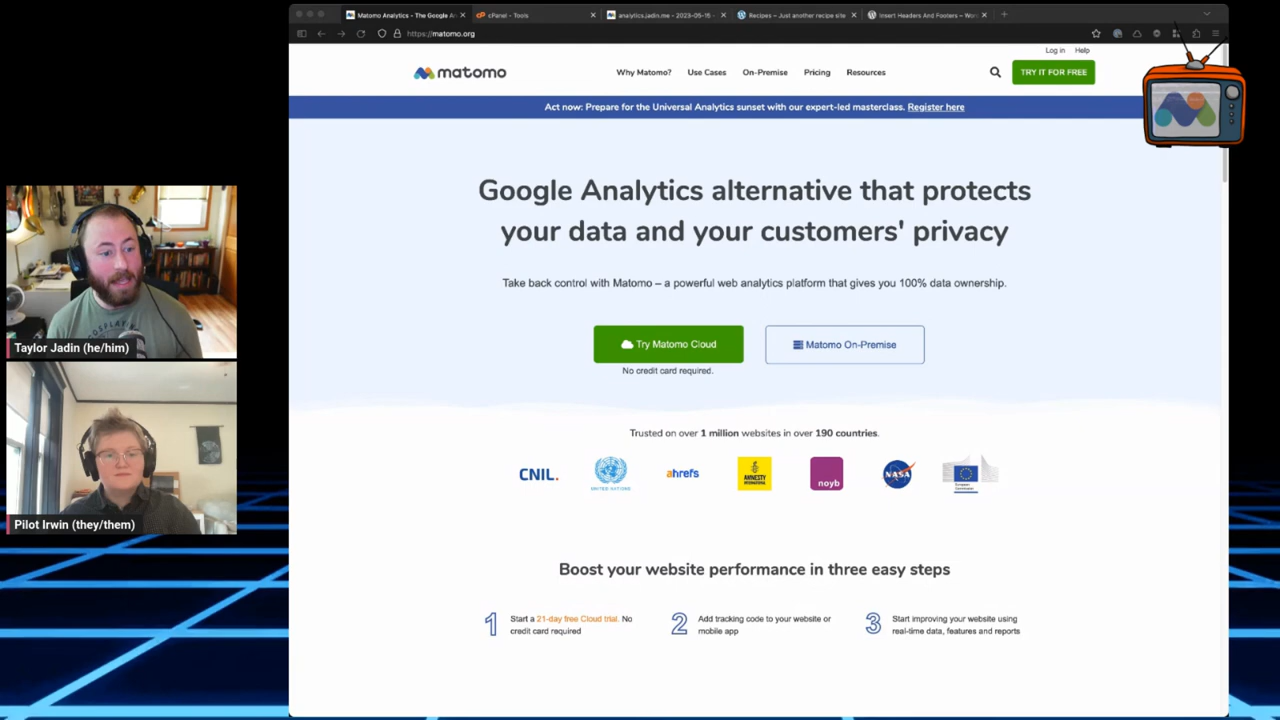 Matomo Analytics - The Google An
cPanel - Tools
analytics.jadin.me - 2023-05-15 -
Recipes – Just another recipe site
Insert Headers And Footers – Wor
https://matomo.org
Log in
Help
matomo
Why Matomo?
Use Cases
On-Premise
Pricing
Resources
TRY IT FOR FREE
Act now: Prepare for the Universal Analytics sunset with our expert-led masterclass. Register here
Google Analytics alternative that protects
your data and your customers' privacy
Take back control with Matomo – a powerful web analytics platform that gives you 100% data ownership.
Try Matomo Cloud
Matomo On-Premise
No credit card required.
Trusted on over 1 million websites in over 190 countries.
CNIL.
UNITED NATIONS
ahrefs
AMNESTY
INTERNATIONAL
noyb
NASA
European
Commission
Boost your website performance in three easy steps
1
Start a 21-day free Cloud trial. No
credit card required
2
Add tracking code to your website or
mobile app
3
Start improving your website using
real-time data, features and reports
Taylor Jadin (he/him)
Pilot Irwin (they/them)